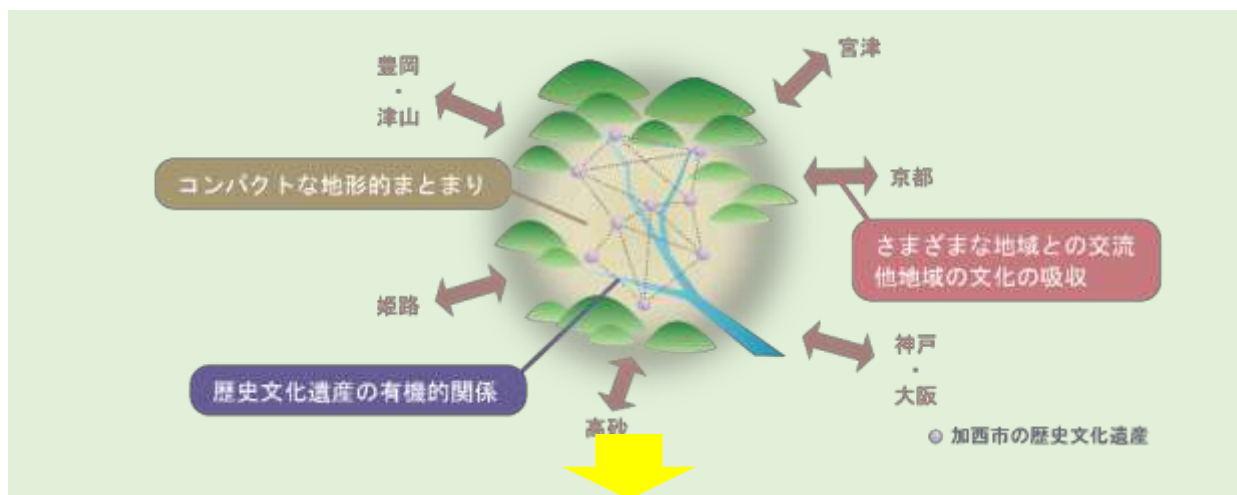 宮津
豊岡
・
津山
コンパクトな地形的まとまり
京都
さまざまな地域との交流
他地域の文化の吸収
姫路
神戸
・
大阪
歴史文化遺産の有機的関係
高砂
加西市の歴史文化遺産